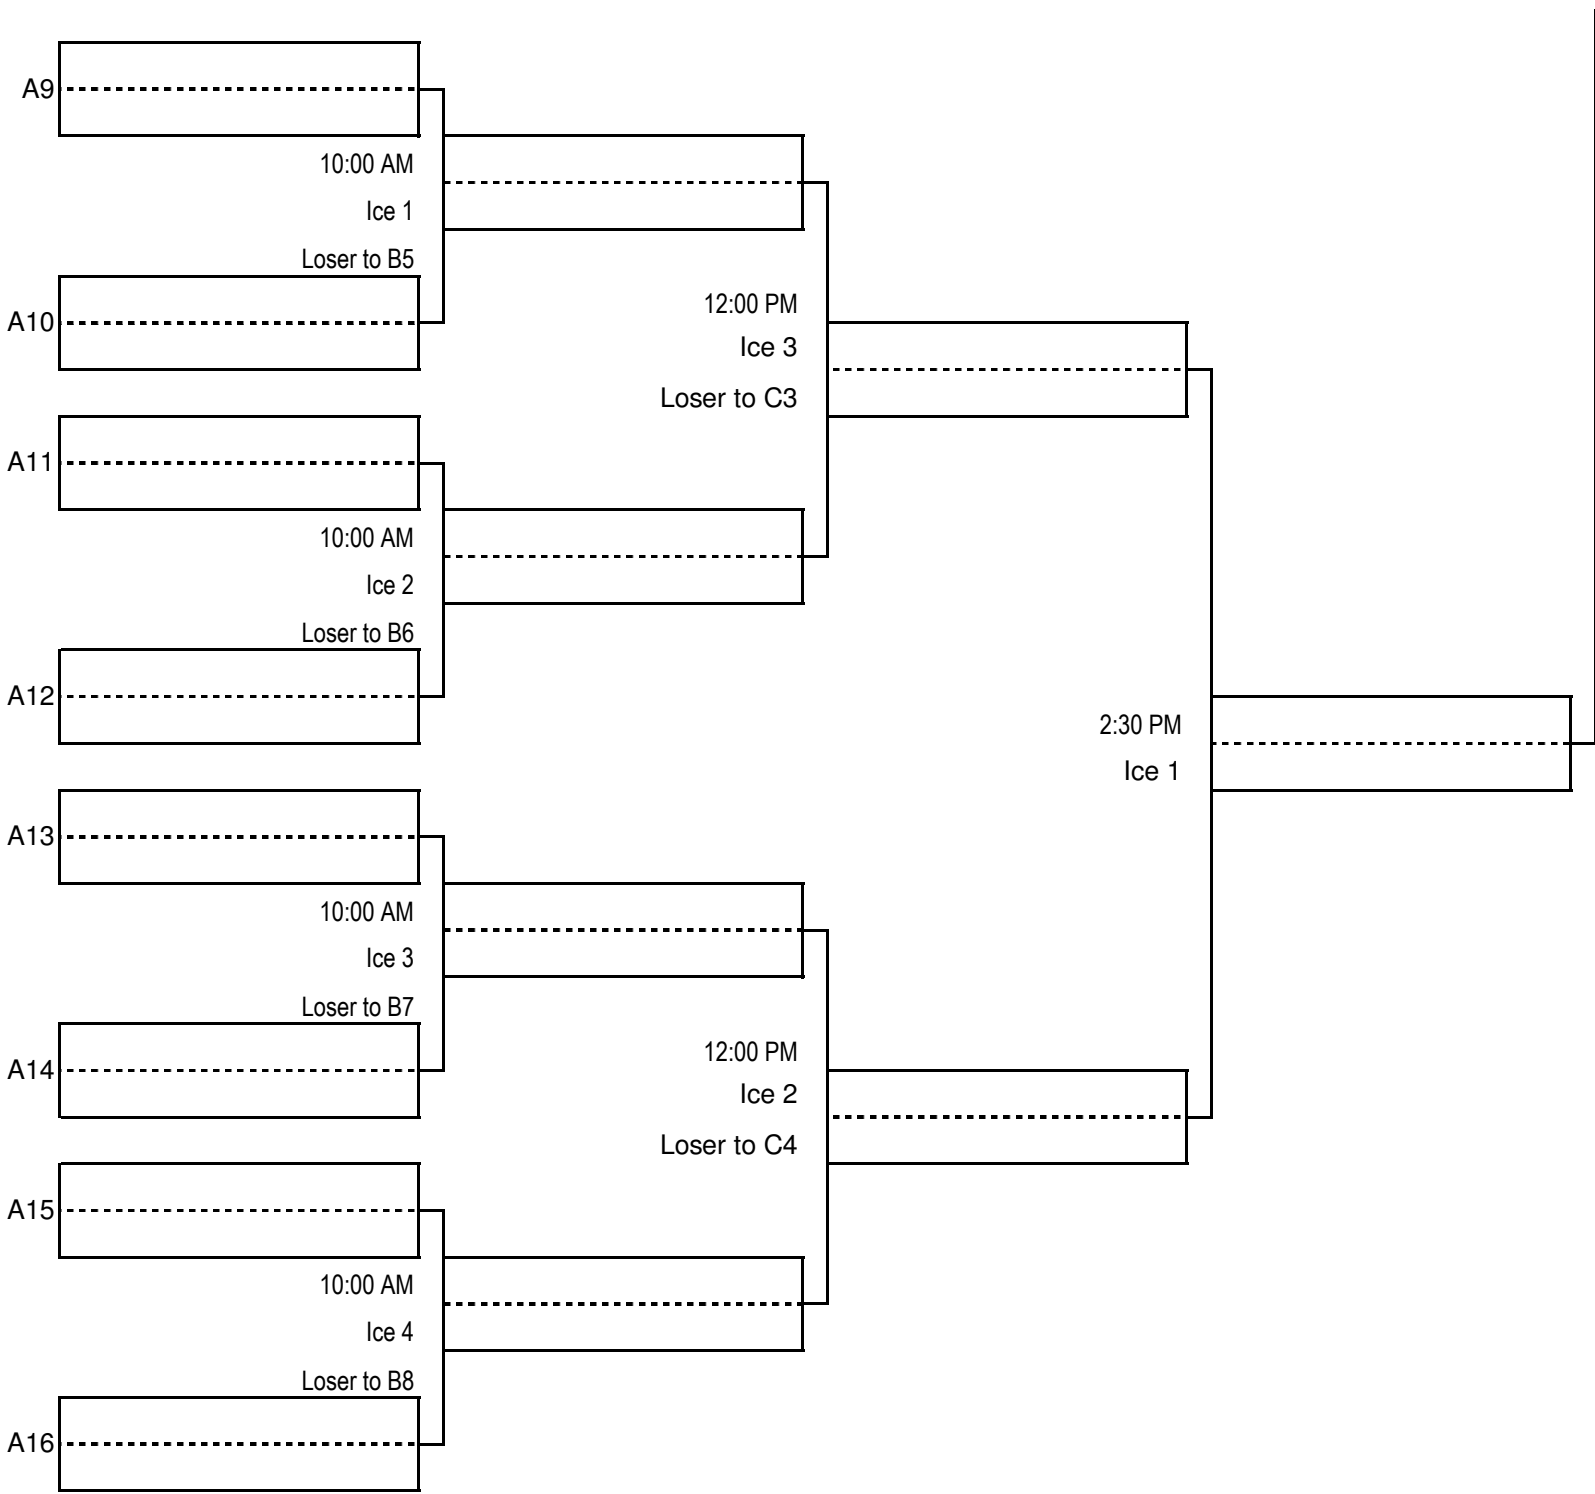 A9
10:00 AM
Ice 1
Loser to B5
A10
12:00 PM
Ice 3
Loser to C3
A11
10:00 AM
Ice 2
Loser to B6
A12
2:30 PM
Ice 1
A13
10:00 AM
Ice 3
Loser to B7
A14
12:00 PM
Ice 2
Loser to C4
A15
10:00 AM
Ice 4
Loser to B8
A16